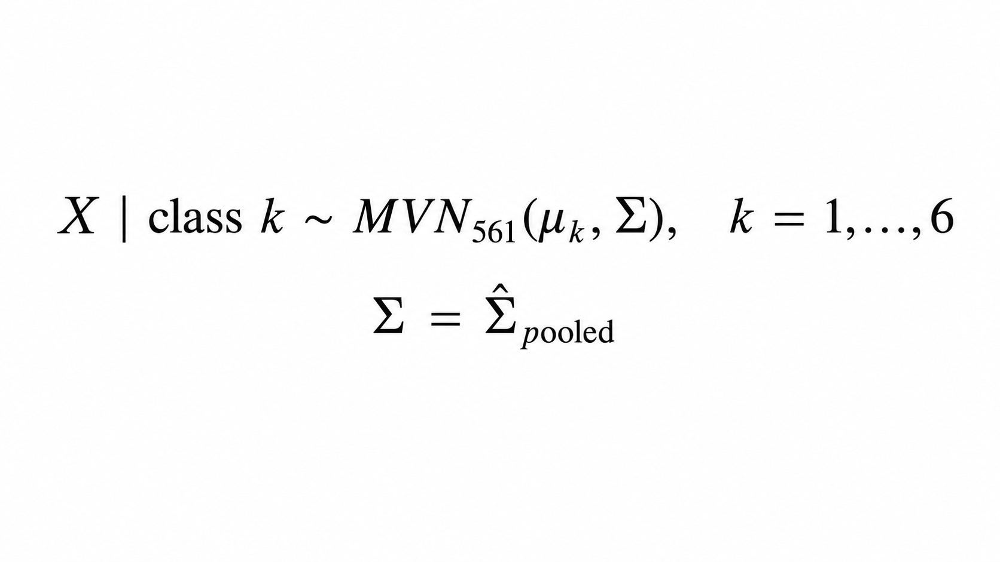 X | class k ~ MVN₅₆₁(μₖ, Σ), k = 1,…,6
Σ = Σ̂_pooled